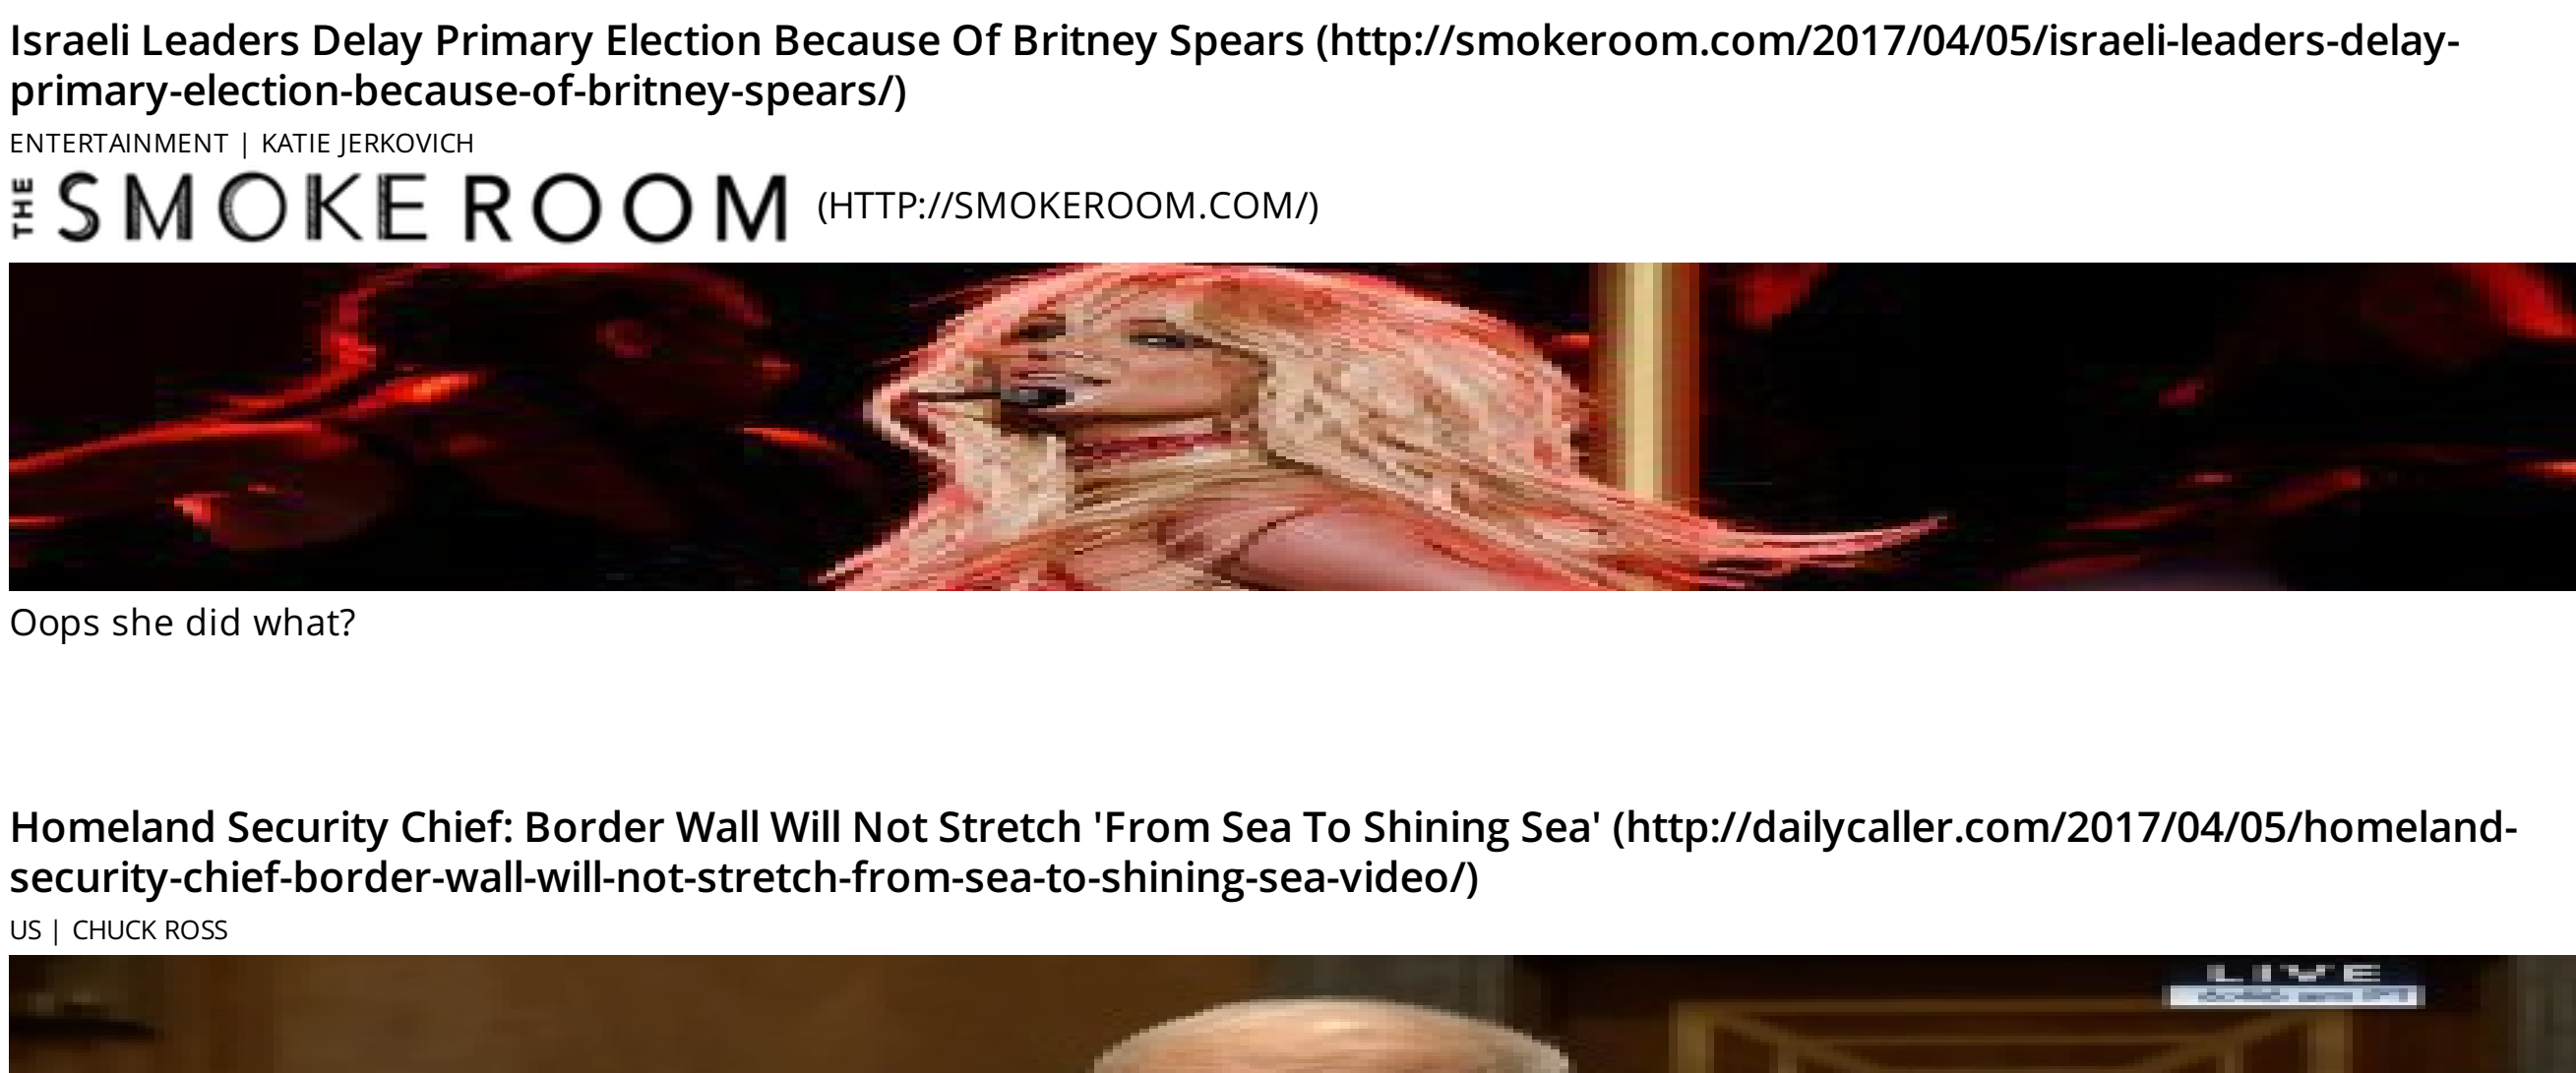 Israeli Leaders Delay Primary Election Because Of Britney Spears (http://smokeroom.com/2017/04/05/israeli-leaders-delay-
primary-election-because-of-britney-spears/)
ENTERTAINMENT | KATIE JERKOVICH
THE SMOKE ROOM (HTTP://SMOKEROOM.COM/)
Oops she did what?
Homeland Security Chief: Border Wall Will Not Stretch 'From Sea To Shining Sea' (http://dailycaller.com/2017/04/05/homeland-
security-chief-border-wall-will-not-stretch-from-sea-to-shining-sea-video/)
US | CHUCK ROSS
LIVE